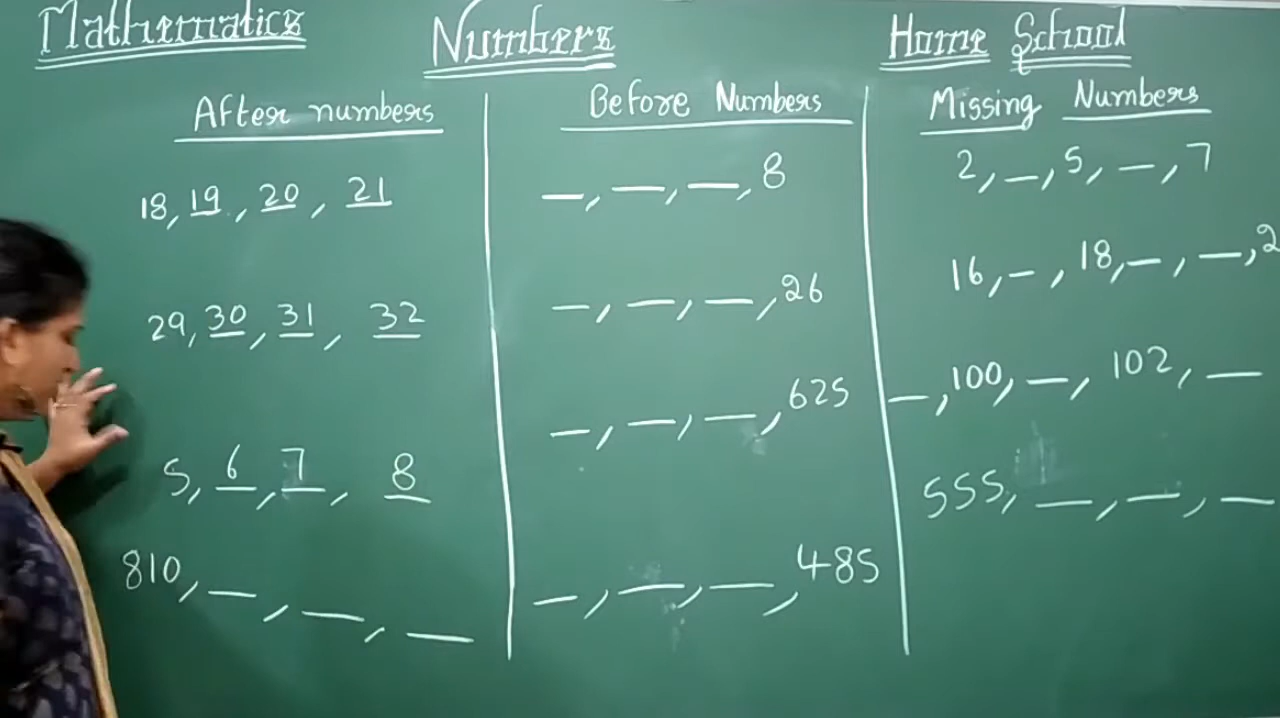 Mathematics Numbers Home School
After numbers
18, 19, 20, 21
29, 30, 31, 32
5, 6, 7, 8
810, _, _, _
Before Numbers
_, _, _, 8
_, _, _, 26
_, _, _, 625
_, _, _, 485
Missing Numbers
2, _, 5, _, 7
16, _, 18, _, _, 2
_, 100, _, 102, _
555, _, _, _